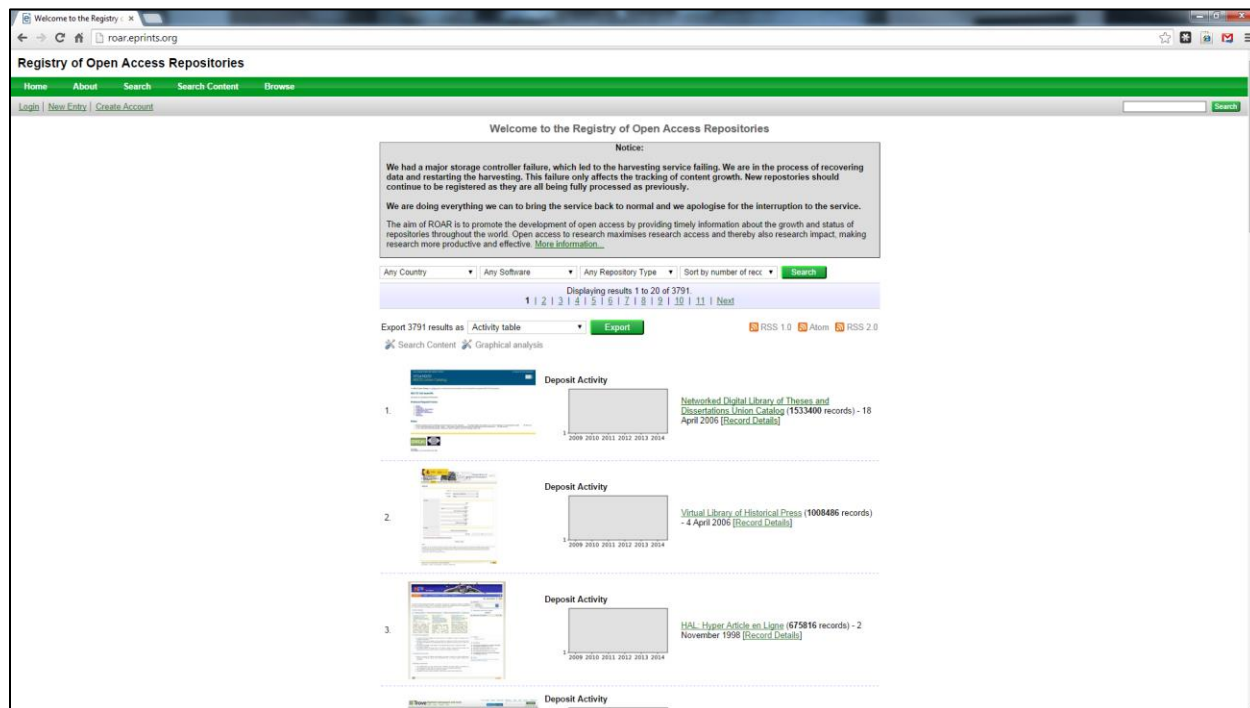 Welcome to the Registry
roar.eprints.org
Registry of Open Access Repositories
Home About Search Search Content Browse
Login | New Entry | Create Account
Search
Welcome to the Registry of Open Access Repositories
Notice:
We had a major storage controller failure, which led to the harvesting service failing. We are in the process of recovering
data and restarting the harvesting. This failure only affects the tracking of content growth. New repostories should
continue to be registered as they are all being fully processed as previously.
We are doing everything we can to bring the service back to normal and we apologise for the interruption to the service.
The aim of ROAR is to promote the development of open access by providing timely information about the growth and status of
repositories throughout the world. Open access to research maximises research access and thereby also research impact, making
research more productive and effective. More information...
Any Country Any Software Any Repository Type Sort by number of recc Search
Displaying results 1 to 20 of 3791.
1 | 2 | 3 | 4 | 5 | 6 | 7 | 8 | 9 | 10 | 11 | Next
Export 3791 results as Activity table Export RSS 1.0 Atom RSS 2.0
Search Content Graphical analysis
Deposit Activity
1.
Networked Digital Library of Theses and
Dissertations Union Catalog (1533400 records) - 18
April 2006 [Record Details]
1
2009 2010 2011 2012 2013 2014
Deposit Activity
2.
Virtual Library of Historical Press (1008486 records)
- 4 April 2006 [Record Details]
1
2009 2010 2011 2012 2013 2014
Deposit Activity
3.
HAL: Hyper Article en Ligne (675816 records) - 2
November 1998 [Record Details]
1
2009 2010 2011 2012 2013 2014
Trove
Deposit Activity